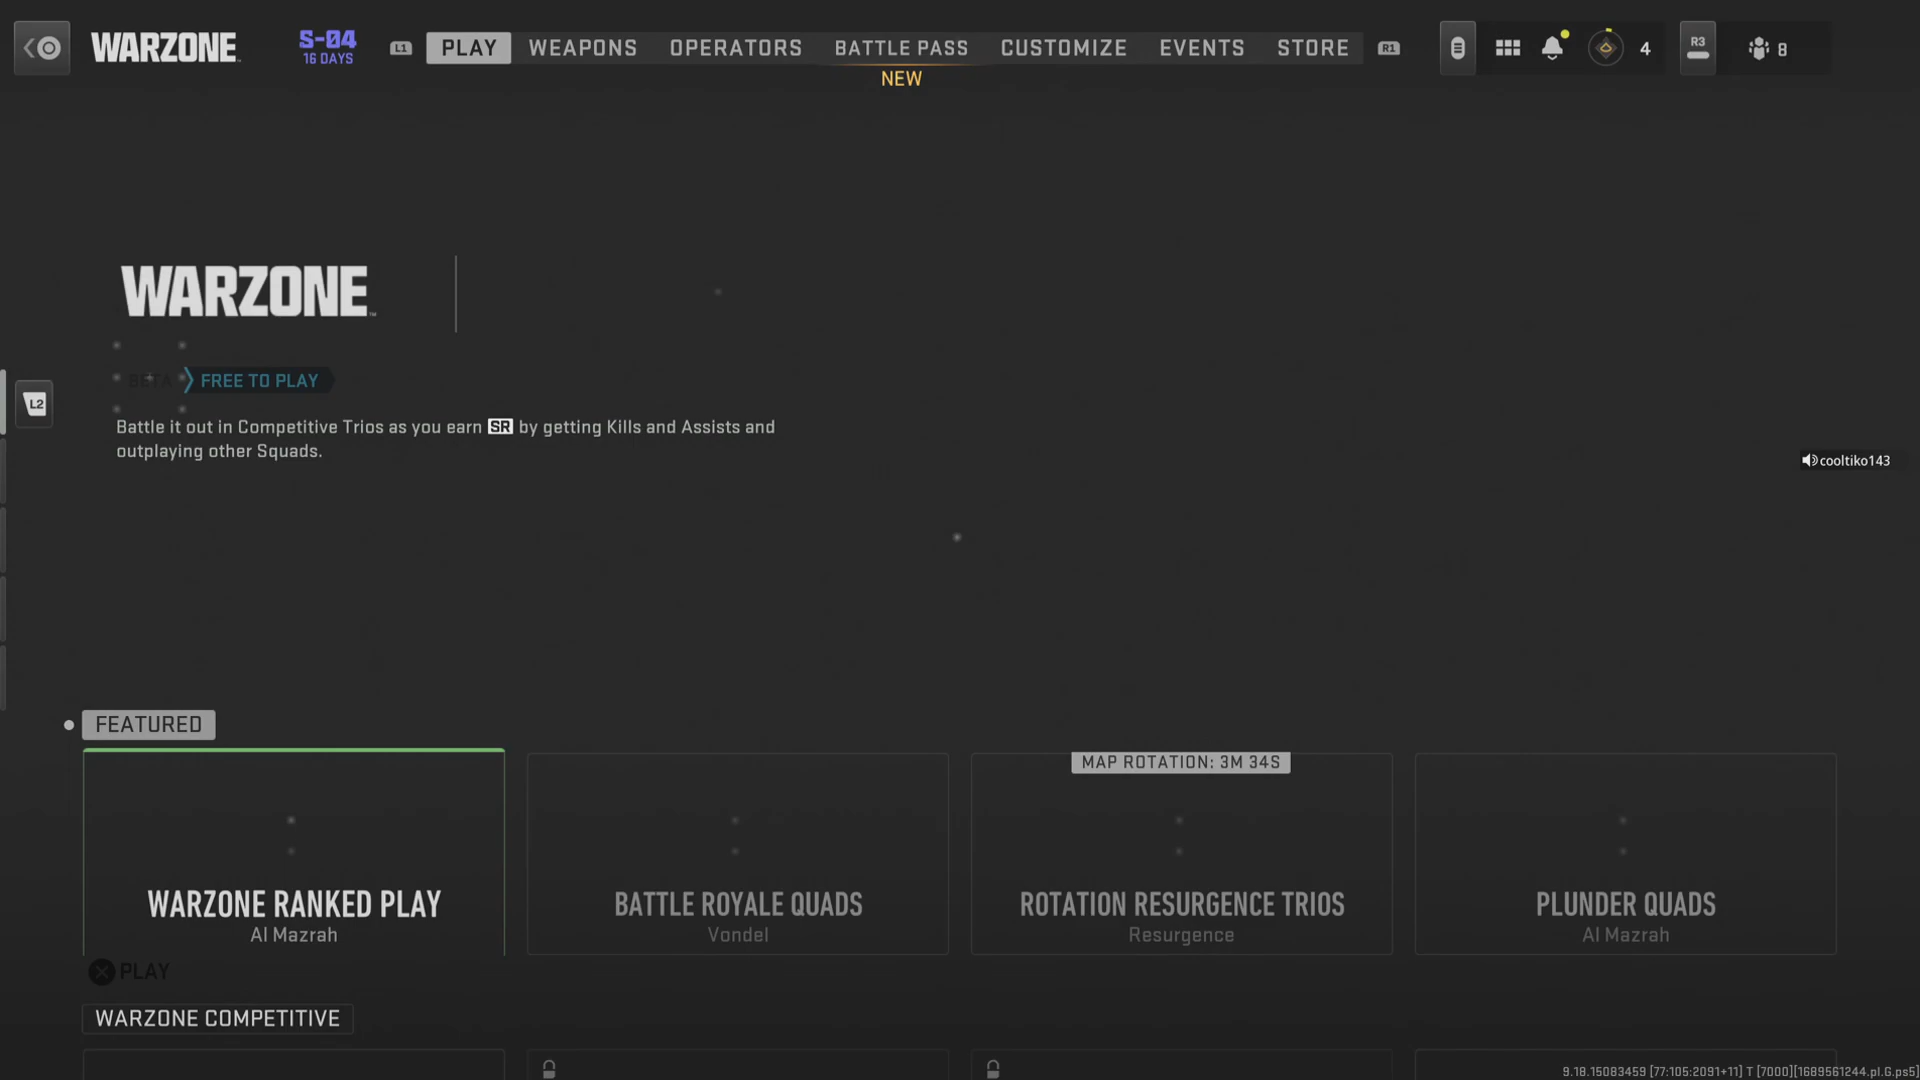 WARZONE
S-04
16 DAYS
L1
PLAY
WEAPONS
OPERATORS
BATTLE PASS
CUSTOMIZE
EVENTS
STORE
R1
4
R3
8
NEW
WARZONE
BETA
FREE TO PLAY
L2
Battle it out in Competitive Trios as you earn SR by getting Kills and Assists and
outplaying other Squads.
cooltiko143
FEATURED
MAP ROTATION: 3M 34S
WARZONE RANKED PLAY
Al Mazrah
BATTLE ROYALE QUADS
Vondel
ROTATION RESURGENCE TRIOS
Resurgence
PLUNDER QUADS
Al Mazrah
PLAY
WARZONE COMPETITIVE
9.18.15083459 [77:105:2091+11] T [7000][1689561244.pl.G.ps5]